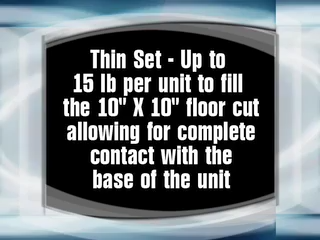 Thin Set - Up to
15 lb per unit to fill
the 10" X 10" floor cut
allowing for complete
contact with the
base of the unit